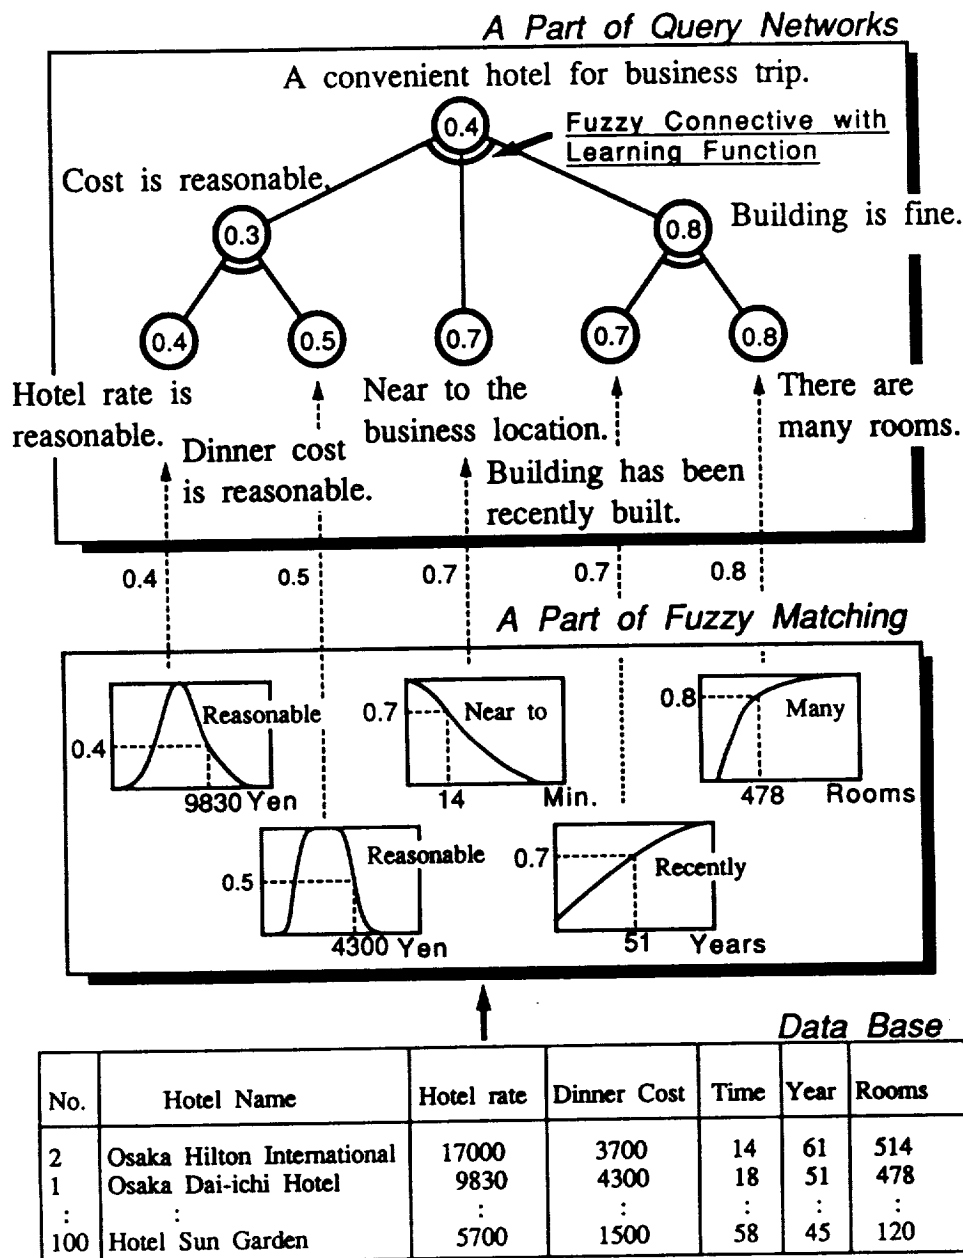 A Part of Query Networks
A convenient hotel for business trip.
0.4
Fuzzy Connective with
Learning Function
Cost is reasonable.
0.3
0.8
Building is fine.
0.4
0.5
0.7
0.7
0.8
Hotel rate is
reasonable.
Dinner cost
is reasonable.
Near to the
business location.
Building has been
recently built.
There are
many rooms.
0.4
0.5
0.7
0.7
0.8
A Part of Fuzzy Matching
Reasonable
0.4
9830 Yen
0.7
Near to
14
Min.
0.8
Many
478
Rooms
Reasonable
0.5
4300 Yen
0.7
Recently
51
Years
Data Base
No. Hotel Name Hotel rate Dinner Cost Time Year Rooms
2 Osaka Hilton International 17000 3700 14 61 514
1 Osaka Dai-ichi Hotel 9830 4300 18 51 478
: : : : : : :
100 Hotel Sun Garden 5700 1500 58 45 120